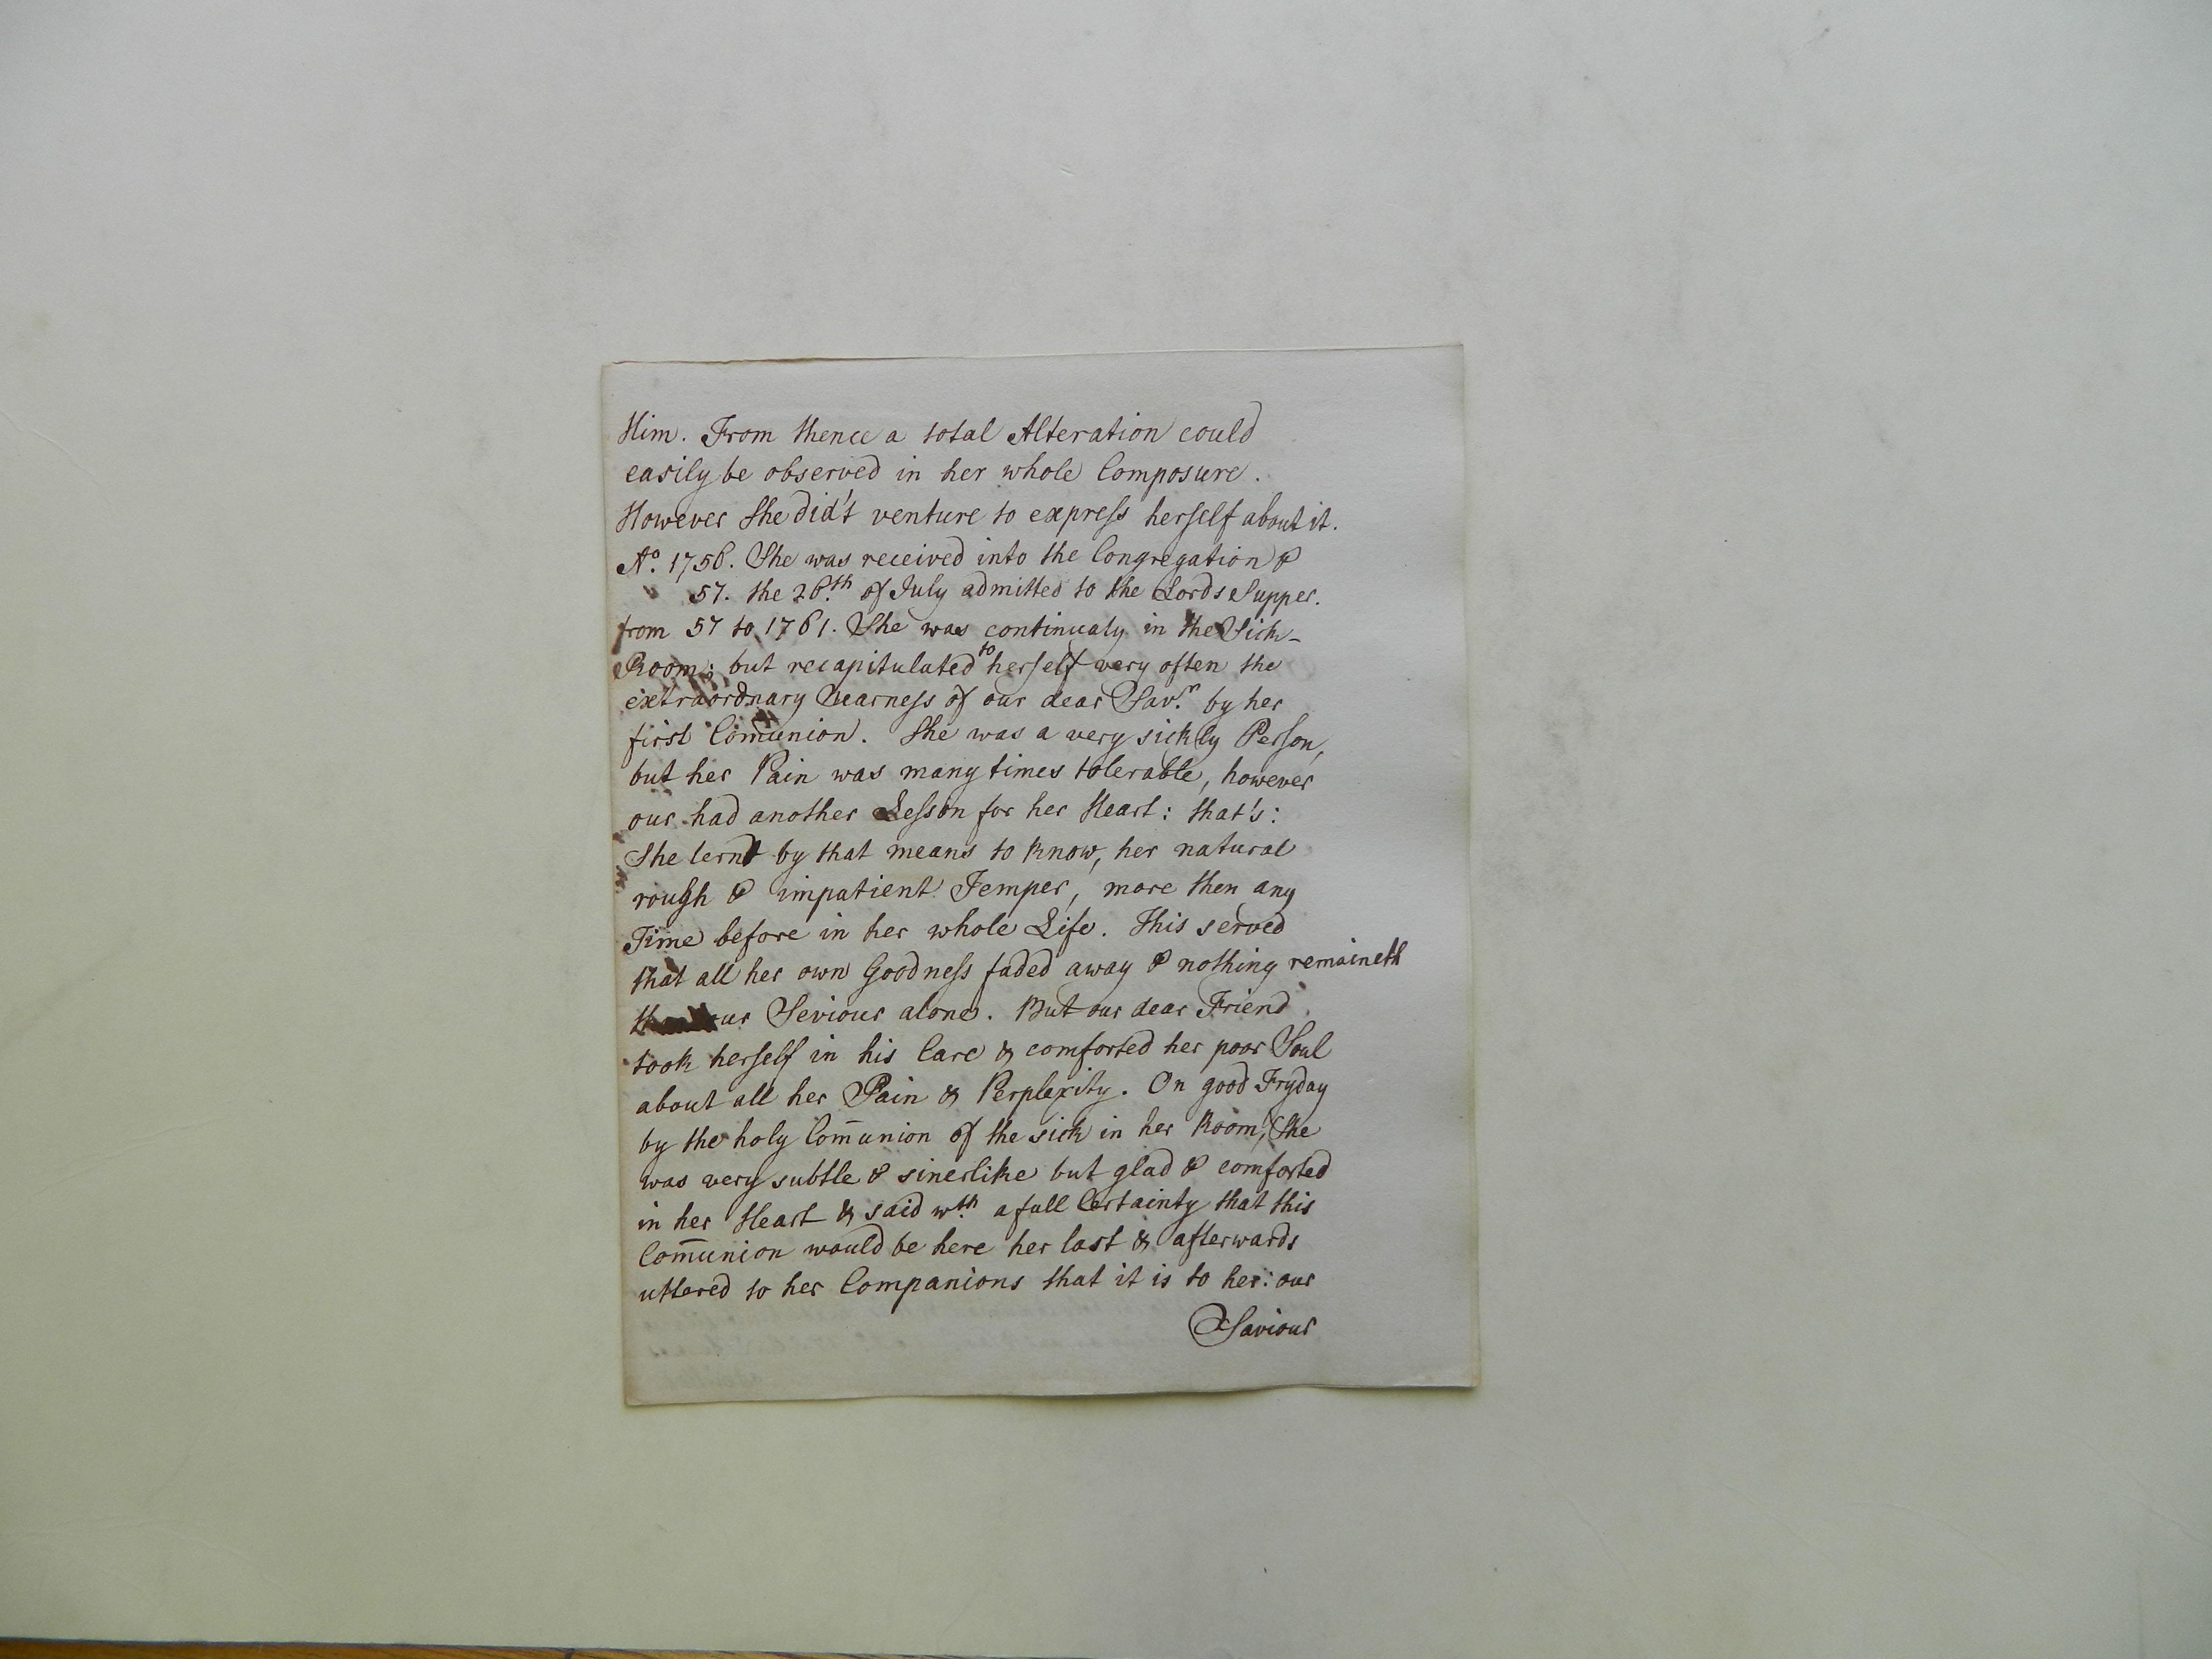 Him. From thence a total Alteration could
easily be observed in her whole Composure.
However She did't venture to express herself about it.
Ao. 1756. She was received into the Congregation &
57. the 26.th of July admitted to the Lords Supper.
from 57 to 1761. She was continualy in the Sick-
Room; but recapitulated to herself very often the
extraordnary Nearness of our dear Sav.r by her
first Com̄union. She was a very sickly Person,
but her Pain was many times tolerable, however
our had another Lesson for her Heart: that's:
She lernt by that means to know, her natural
rough & impatient Temper, more then any
Time before in her whole Life. This served
that all her own Goodness faded away & nothing remaineth
our Seviour alone. But our dear Friend
took herself in his Care & comforted her poor Soul
about all her Pain & Perplexity. On good Fryday
by the holy Com̄union of the sick in her Room, She
was very subtle & sinerlike but glad & comforted
in her Heart & said w.th a full Certainty that this
Com̄union would be here her last & afterwards
uttered to her Companions that it is to her: our
Saviour